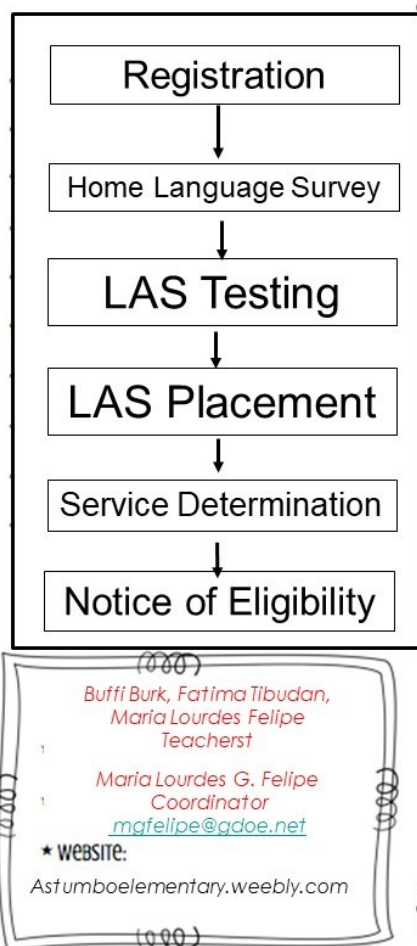 Registration
Home Language Survey
LAS Testing
LAS Placement
Service Determination
Notice of Eligibility
Buffi Burk, Fatima Tibudan,
Maria Lourdes Felipe
Teacherst
Maria Lourdes G. Felipe
Coordinator
mgfelipe@gdoe.net
★ WEBSITE:
Astumboelementary.weebly.com